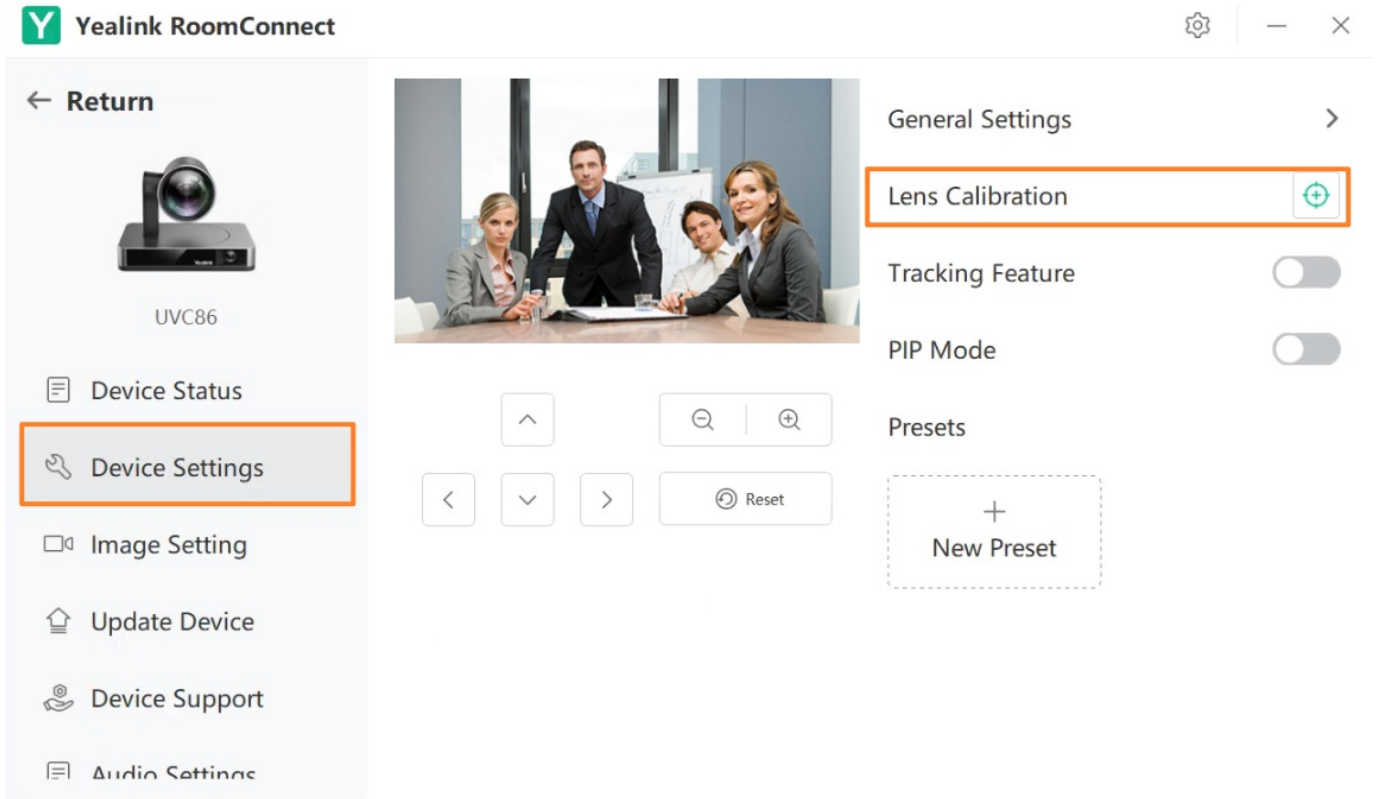 Yealink RoomConnect
Return
UVC86
Device Status
Device Settings
Image Setting
Update Device
Device Support
Audio Settings
Reset
General Settings
Lens Calibration
Tracking Feature
PIP Mode
Presets
New Preset